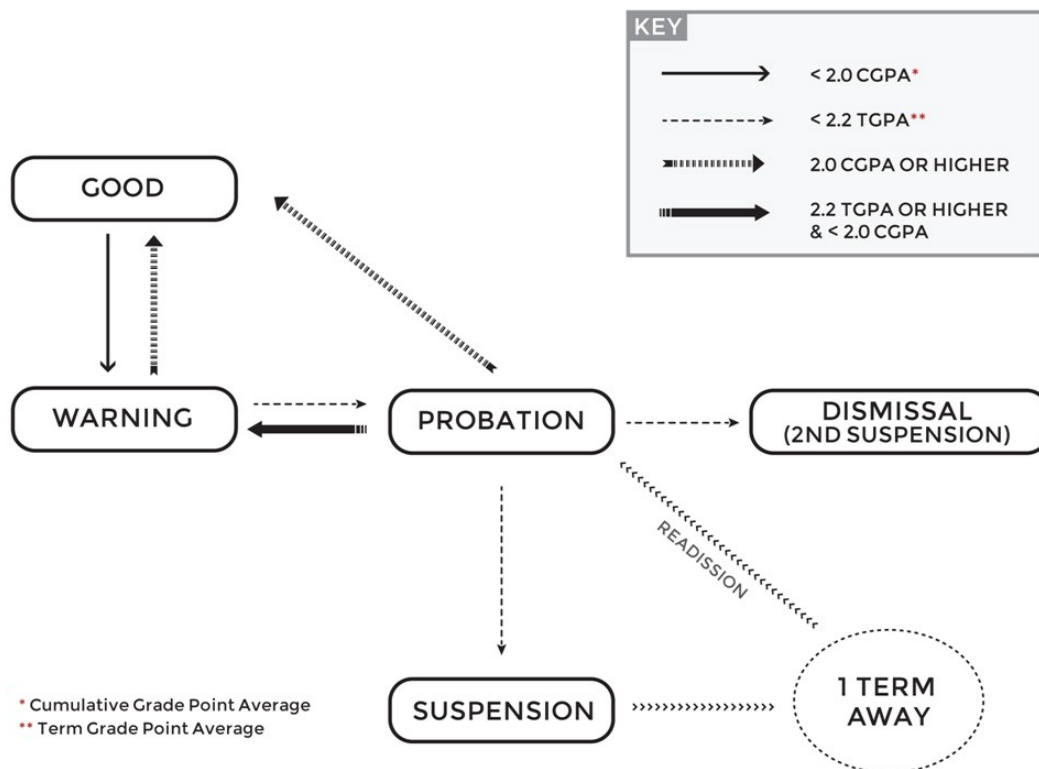 KEY
< 2.0 CGPA*
< 2.2 TGPA**
2.0 CGPA OR HIGHER
2.2 TGPA OR HIGHER
& < 2.0 CGPA
GOOD
WARNING
PROBATION
DISMISSAL
(2ND SUSPENSION)
READISSION
SUSPENSION
1 TERM
AWAY
* Cumulative Grade Point Average
** Term Grade Point Average